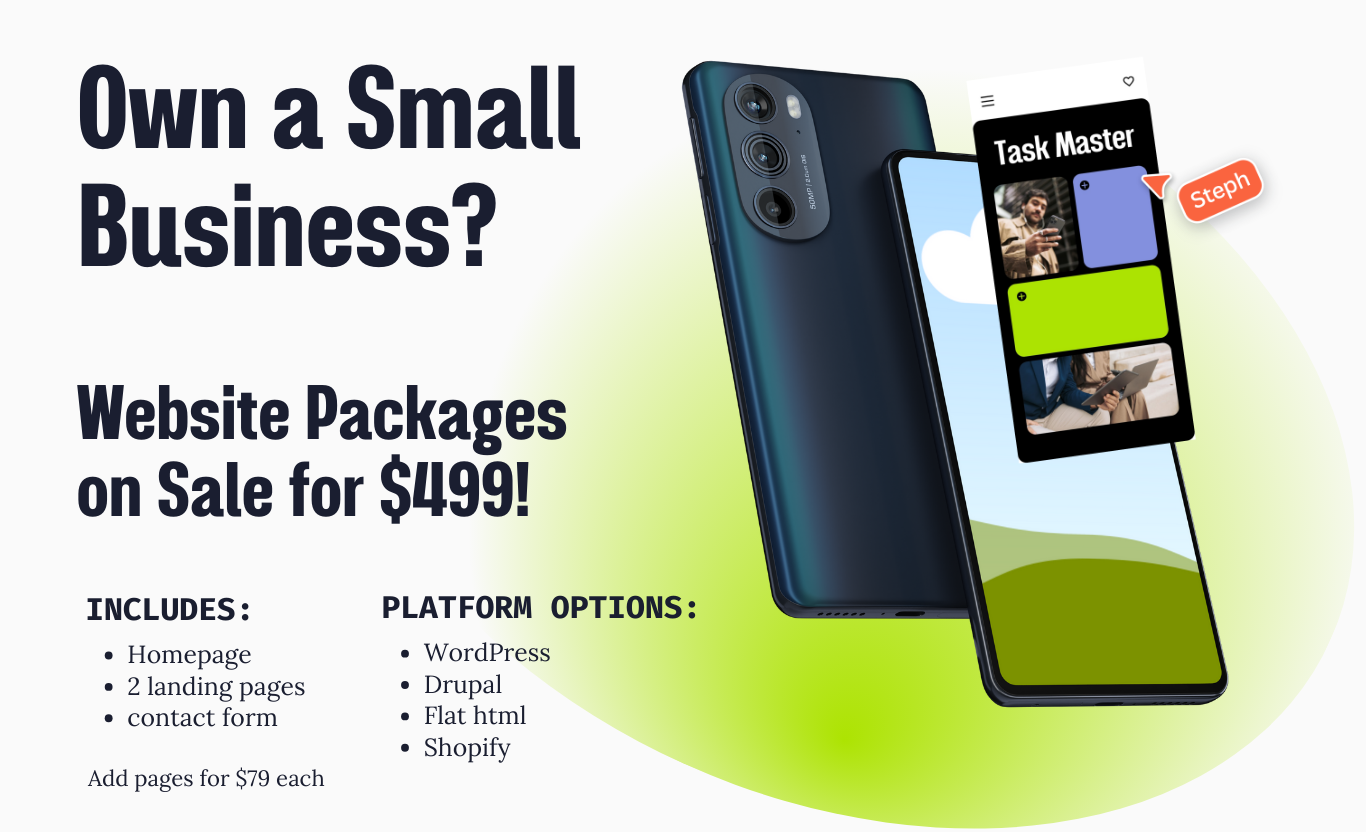 Own a Small
Business?
Website Packages
on Sale for $499!
INCLUDES:
• Homepage
• 2 landing pages
• contact form
Add pages for $79 each
PLATFORM OPTIONS:
• WordPress
• Drupal
• Flat html
• Shopify
Task Master
Steph